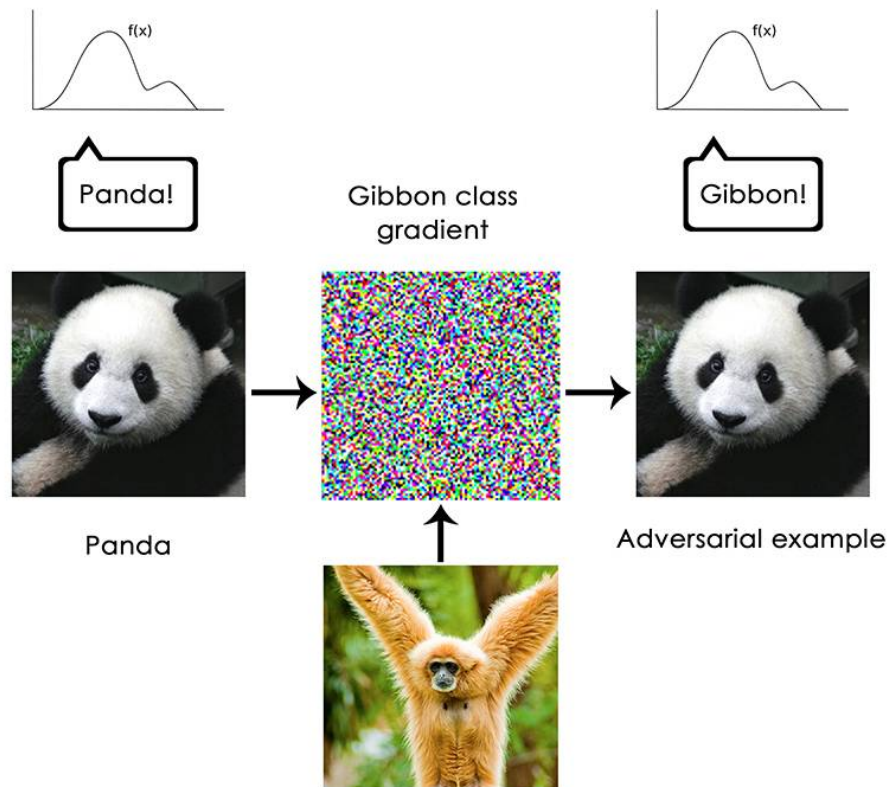 f(x)
f(x)
Panda!
Gibbon class
gradient
Gibbon!
Panda
Adversarial example